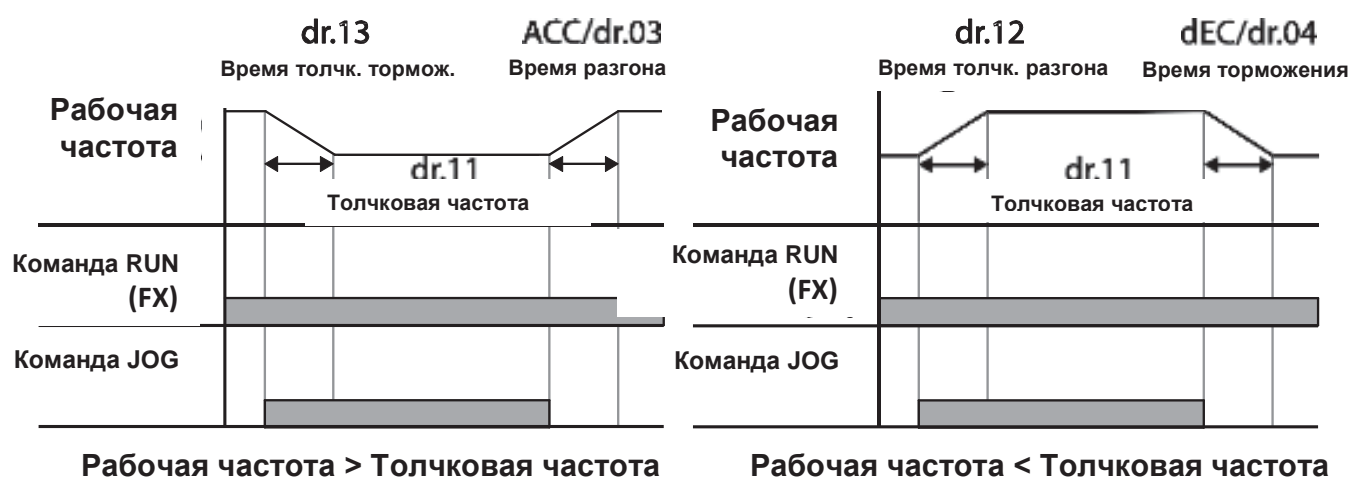 dr.13
ACC/dr.03
Время толчк. тормож.
Время разгона
Рабочая
частота
dr.11
Толчковая частота
Команда RUN
(FX)
Команда JOG
Рабочая частота > Толчковая частота
dr.12
dEC/dr.04
Время толчк. разгона
Время торможения
Рабочая
частота
dr.11
Толчковая частота
Команда RUN
(FX)
Команда JOG
Рабочая частота < Толчковая частота